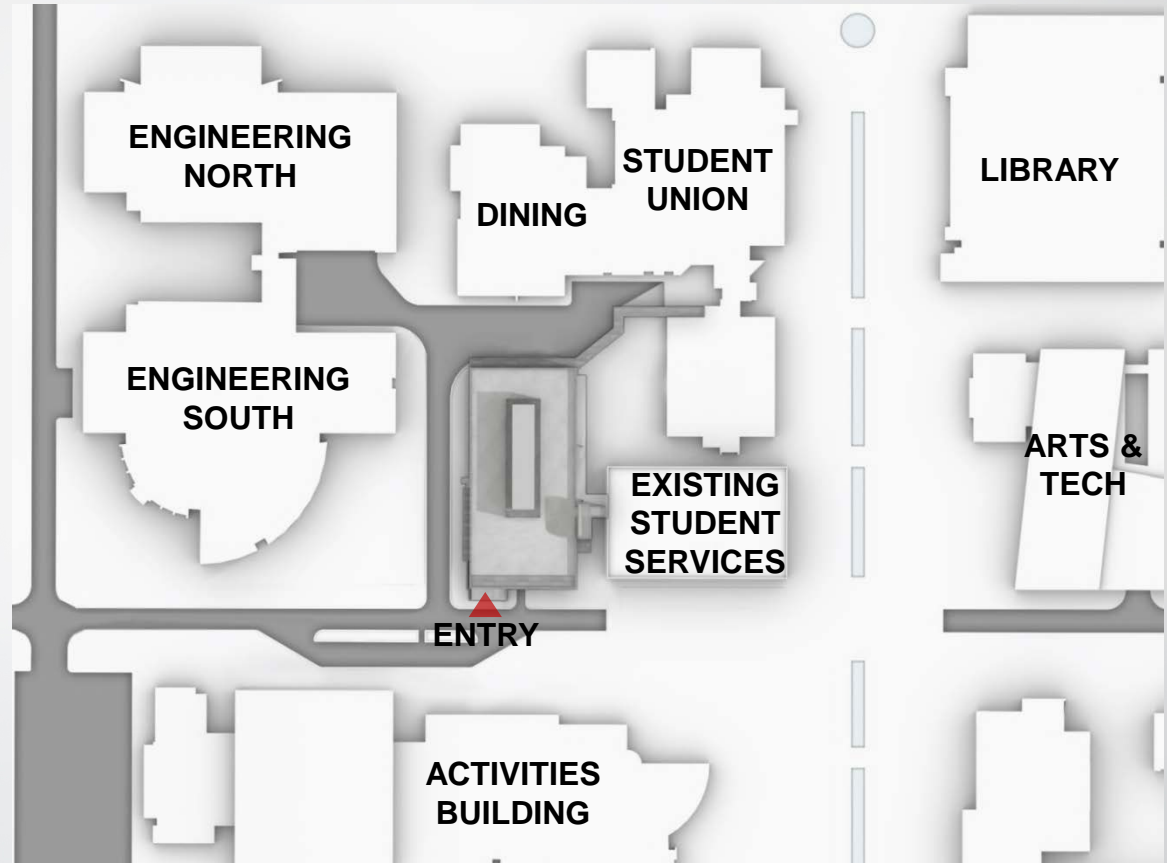 ENGINEERING
NORTH
DINING
STUDENT
UNION
LIBRARY
ENGINEERING
SOUTH
EXISTING
STUDENT
SERVICES
ARTS &
TECH
ENTRY
ACTIVITIES
BUILDING